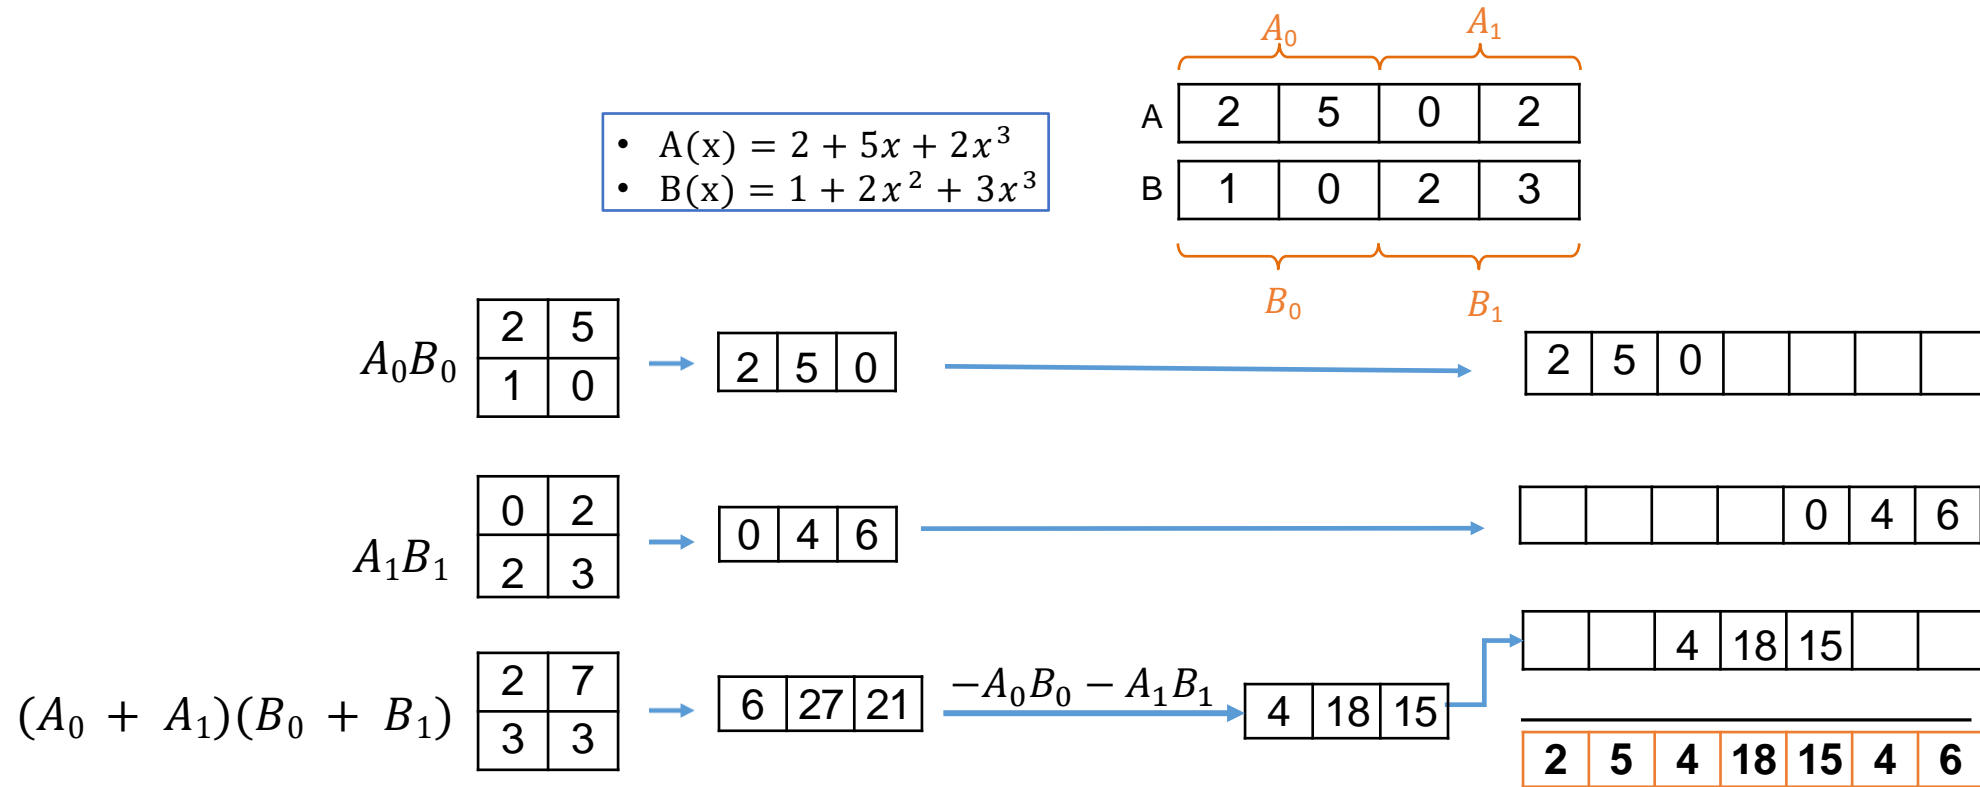 A₀ A₁
A 2 5 0 2
• A(x) = 2 + 5x + 2x³
• B(x) = 1 + 2x² + 3x³
B 1 0 2 3
B₀ B₁
A₀B₀
2 5
1 0
2 5 0
2 5 0
A₁B₁
0 2
2 3
0 4 6
0 4 6
(A₀ + A₁)(B₀ + B₁)
2 7
3 3
6 27 21
−A₀B₀ − A₁B₁
4 18 15
4 18 15
2 5 4 18 15 4 6